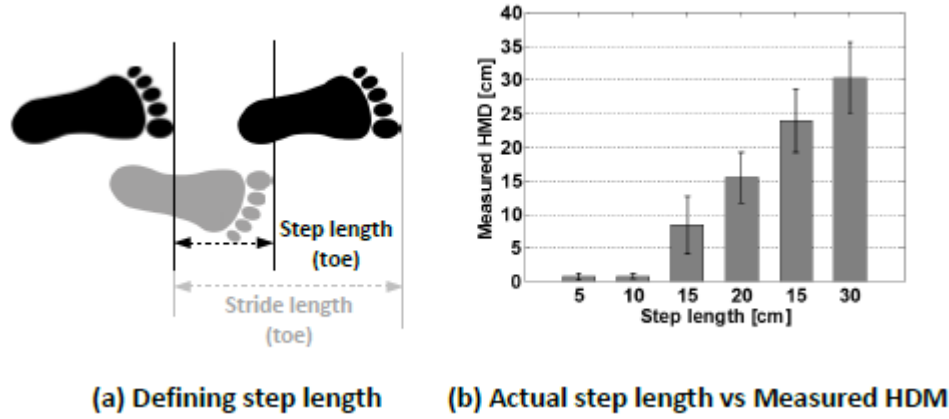 Step length
(toe)
Stride length
(toe)
(a) Defining step length
40
35
30
25
20
15
10
5
0
Measured HMD [cm]
5 10 15 20 15 30
Step length [cm]
(b) Actual step length vs Measured HDM